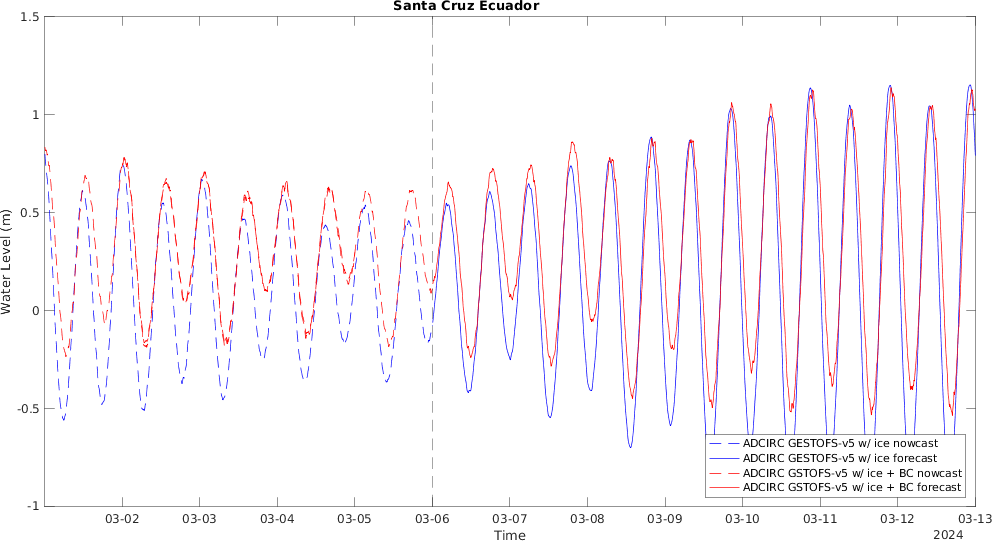 Santa Cruz Ecuador
1.5
1
0.5
0
-0.5
-1
Water Level (m)
ADCIRC GESTOFS-v5 w/ ice nowcast
ADCIRC GESTOFS-v5 w/ ice forecast
ADCIRC GSTOFS-v5 w/ ice + BC nowcast
ADCIRC GSTOFS-v5 w/ ice + BC forecast
03-02 03-03 03-04 03-05 03-06 03-07 03-08 03-09 03-10 03-11 03-12 03-13
Time
2024